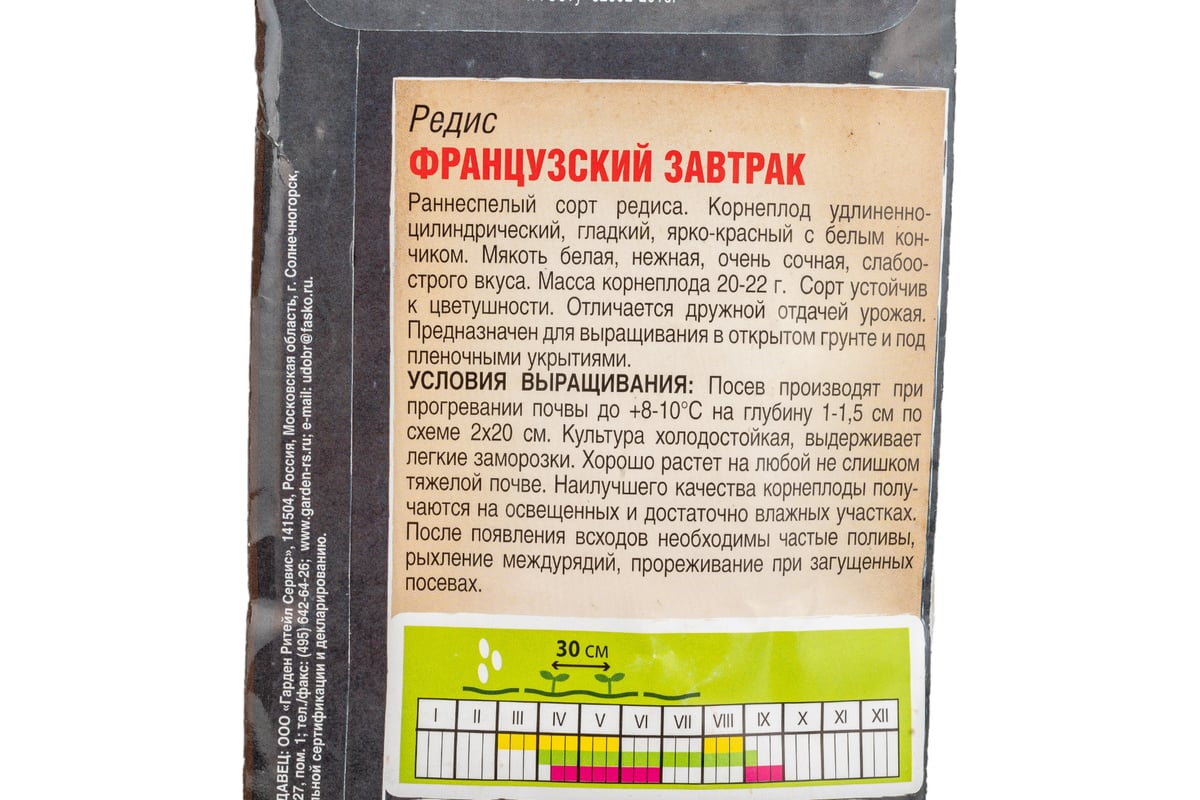 Редис
ФРАНЦУЗСКИЙ ЗАВТРАК
Раннеспелый сорт редиса. Корнеплод удлиненно-
цилиндрический, гладкий, ярко-красный с белым кон-
чиком. Мякоть белая, нежная, очень сочная, слабоо-
строго вкуса. Масса корнеплода 20-22 г. Сорт устойчив
к цветушности. Отличается дружной отдачей урожая.
Предназначен для выращивания в открытом грунте и под
пленочными укрытиями.
УСЛОВИЯ ВЫРАЩИВАНИЯ: Посев производят при
прогревании почвы до +8-10°С на глубину 1-1,5 см по
схеме 2х20 см. Культура холодостойкая, выдерживает
легкие заморозки. Хорошо растет на любой не слишком
тяжелой почве. Наилучшего качества корнеплоды полу-
чаются на освещенных и достаточно влажных участках.
После появления всходов необходимы частые поливы,
рыхление междурядий, прореживание при загущенных
посевах.
30 СМ
I II III IV V VI VII VIII IX X XI XII
ДАВЕЦ: ООО «Гарден Ритейл Сервис», 141504, Россия, Московская область, г. Солнечногорск,
27, пом. 1; тел./факс: (495) 642-64-26; www.garden-rs.ru; e-mail: udobr@fasko.ru.
льной сертификации и декларированию.